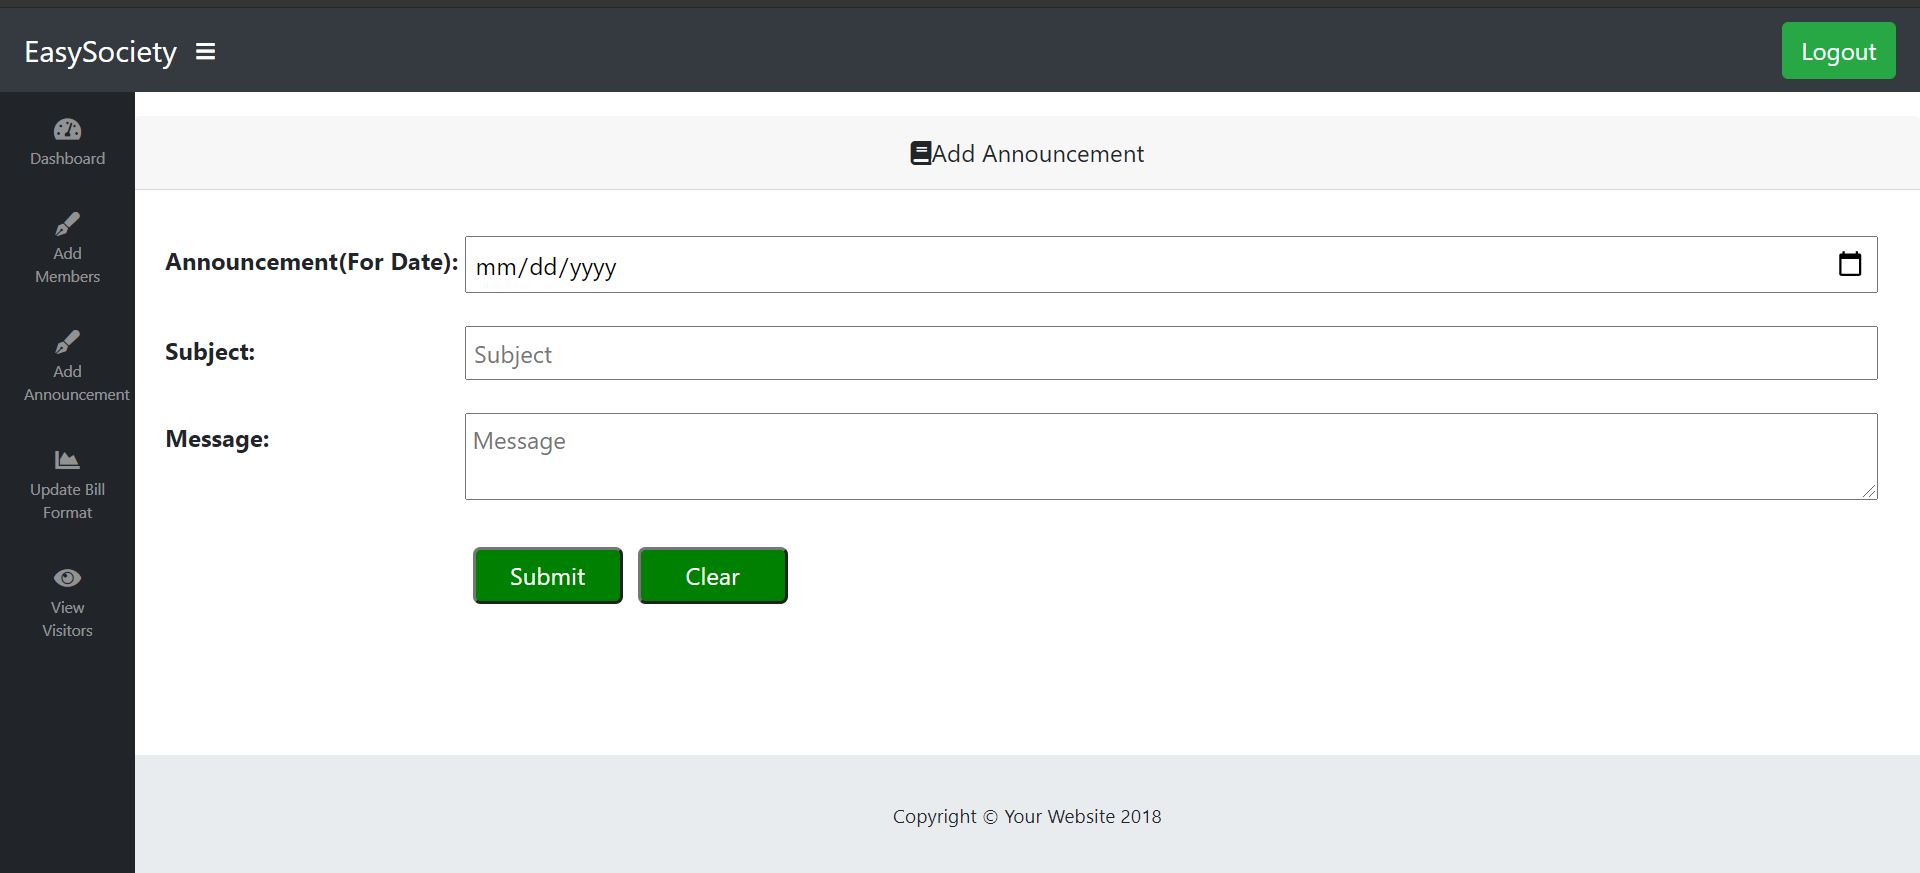 EasySociety
Logout
Dashboard
Add
Members
Add
Announcement
Update Bill
Format
View
Visitors
Add Announcement
Announcement(For Date):
mm/dd/yyyy
Subject:
Subject
Message:
Message
Submit
Clear
Copyright © Your Website 2018